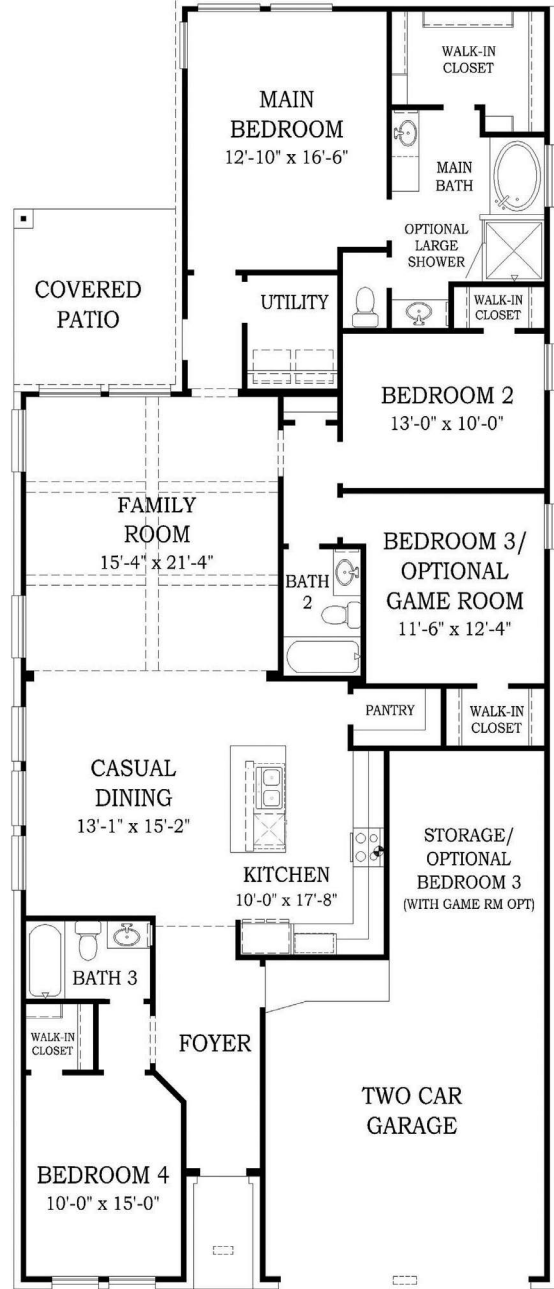 WALK-IN
CLOSET
MAIN
BEDROOM
12'-10" x 16'-6"
MAIN
BATH
OPTIONAL
LARGE
SHOWER
COVERED
PATIO
UTILITY
WALK-IN
CLOSET
BEDROOM 2
13'-0" x 10'-0"
FAMILY
ROOM
15'-4" x 21'-4"
BEDROOM 3/
OPTIONAL
GAME ROOM
11'-6" x 12'-4"
BATH
2
PANTRY
WALK-IN
CLOSET
CASUAL
DINING
13'-1" x 15'-2"
KITCHEN
10'-0" x 17'-8"
STORAGE/
OPTIONAL
BEDROOM 3
(WITH GAME RM OPT)
BATH 3
WALK-IN
CLOSET
FOYER
TWO CAR
GARAGE
BEDROOM 4
10'-0" x 15'-0"